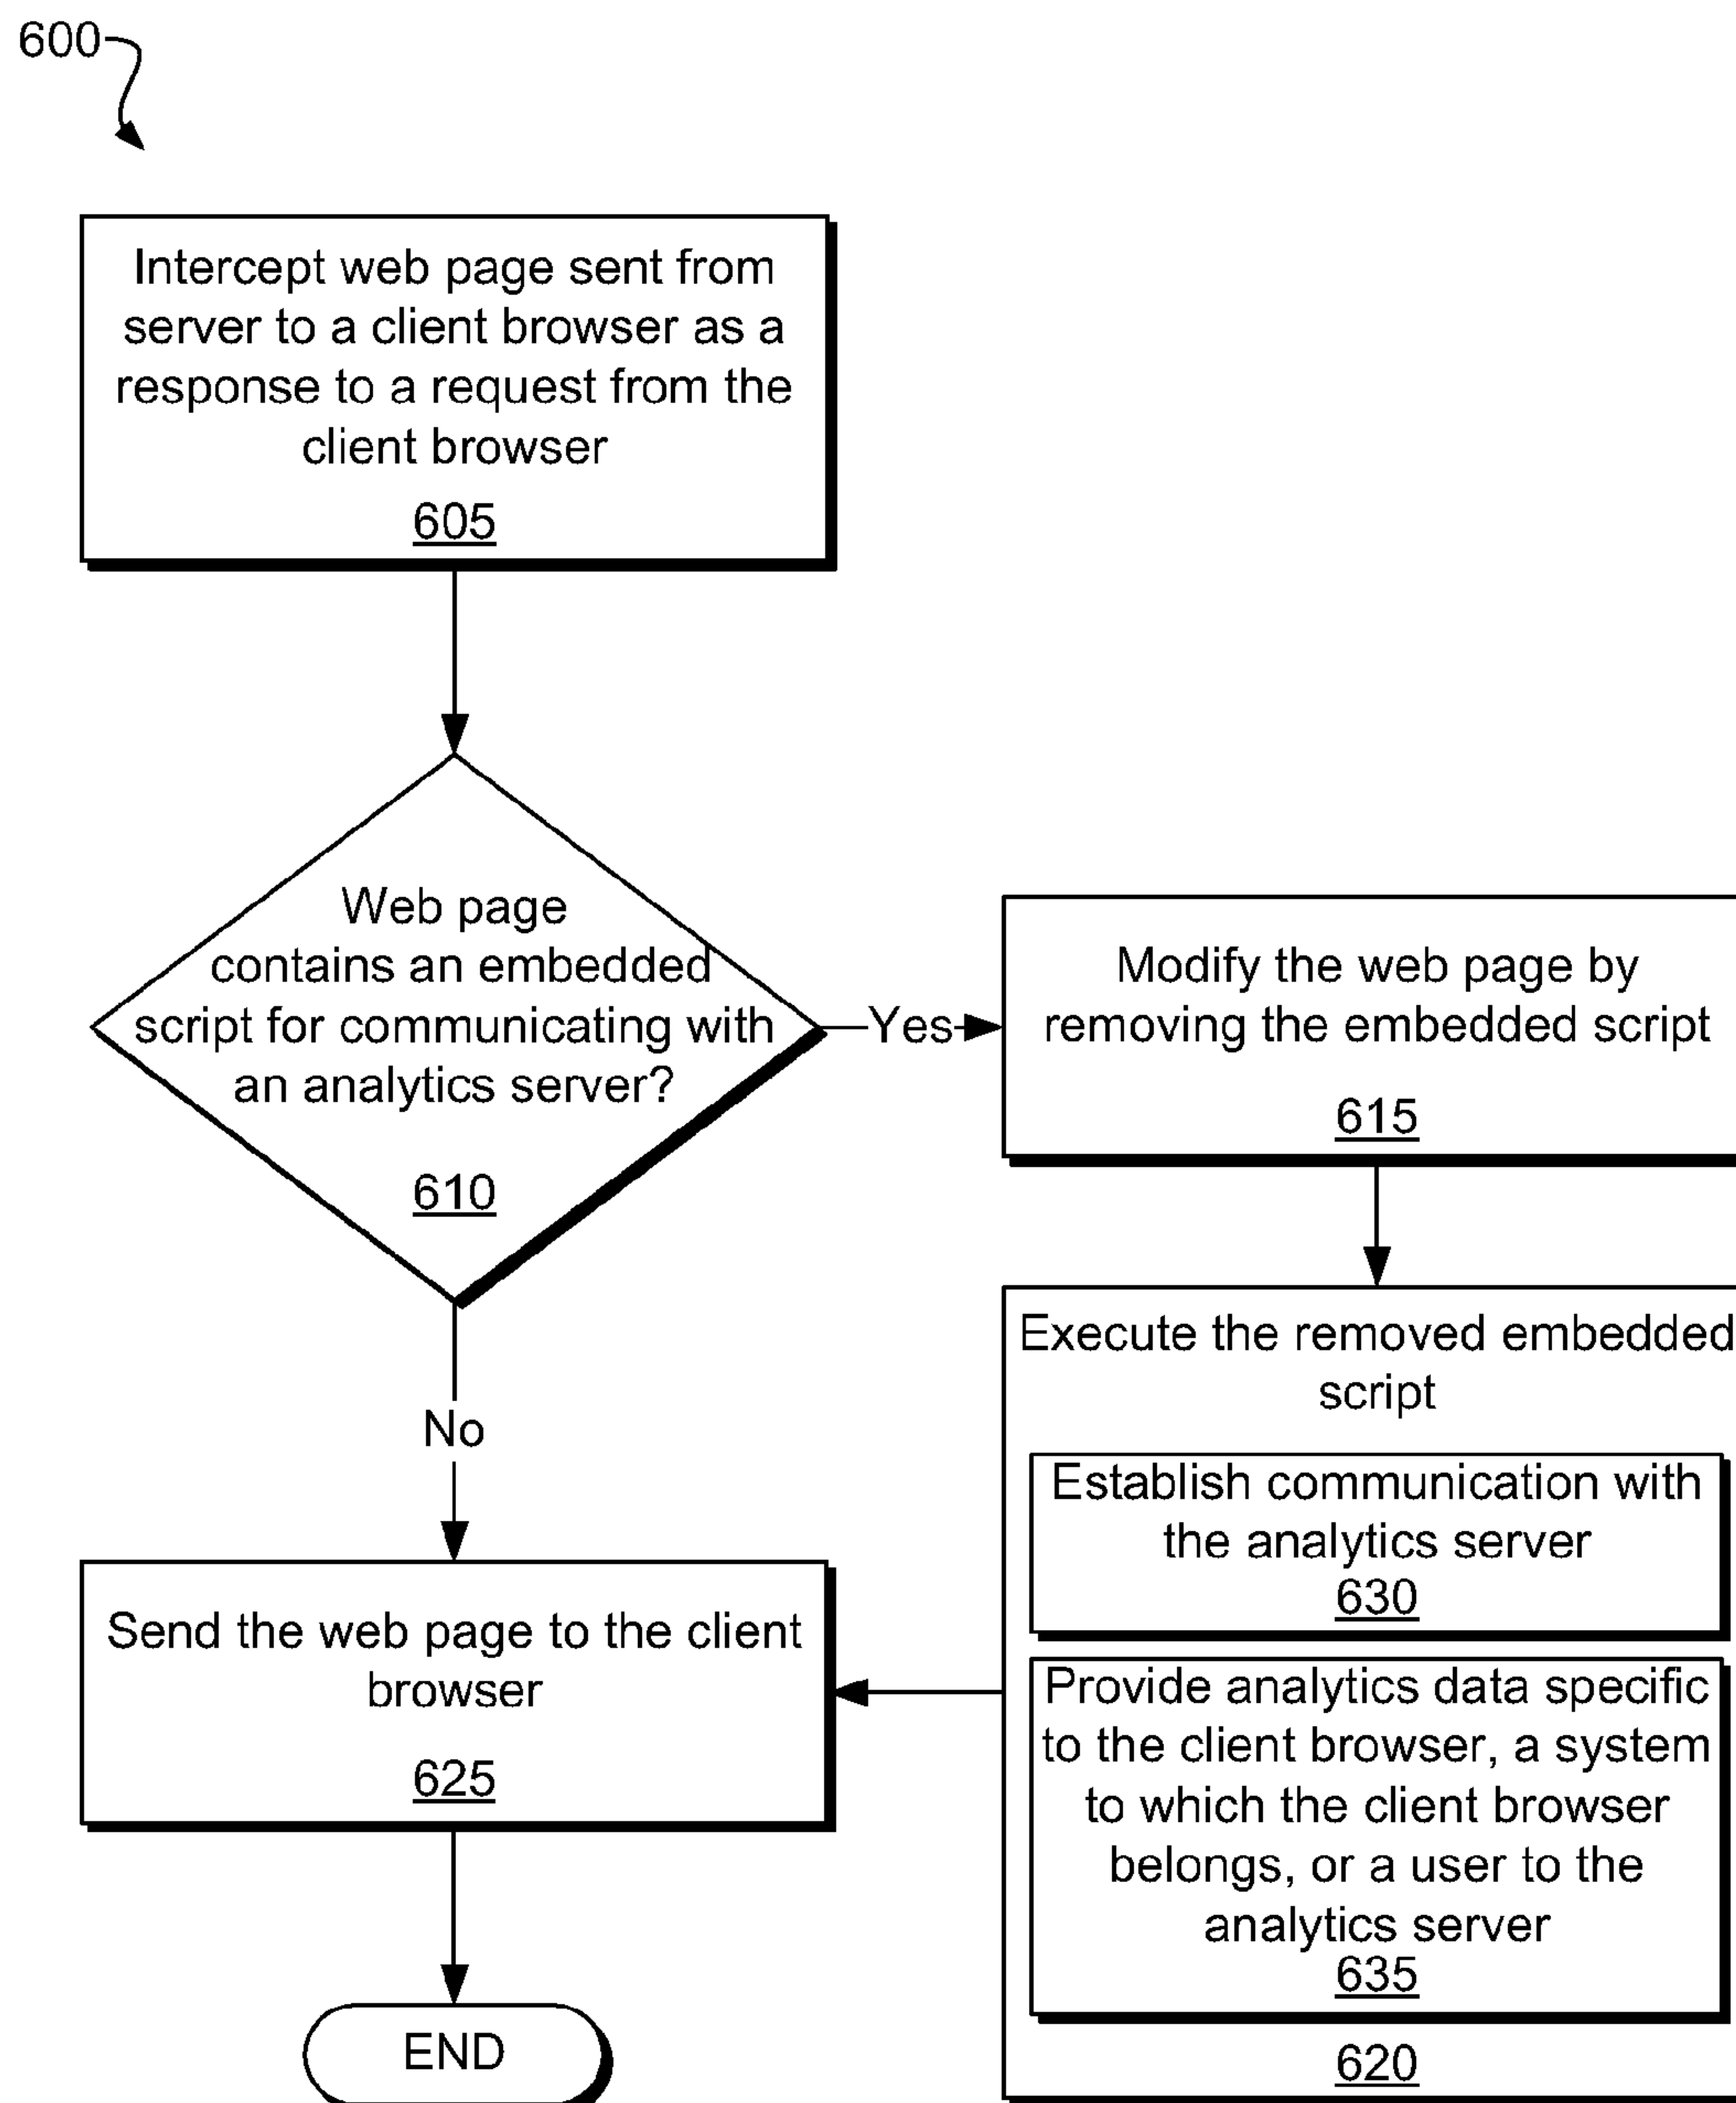 600
Intercept web page sent from
server to a client browser as a
response to a request from the
client browser
605
Web page
contains an embedded
script for communicating with
an analytics server?
610
Yes
Modify the web page by
removing the embedded script
615
Execute the removed embedded
script
Establish communication with
the analytics server
630
Provide analytics data specific
to the client browser, a system
to which the client browser
belongs, or a user to the
analytics server
635
620
No
Send the web page to the client
browser
625
END